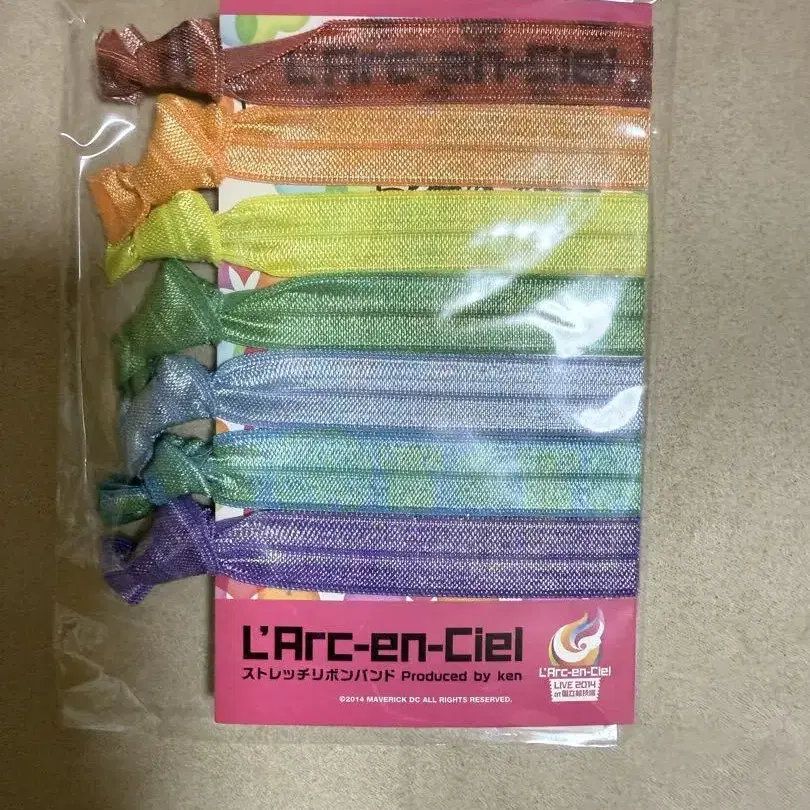 L'Arc-en-Ciel
L'Arc-en-Ciel
ストレッチリボンバンド Produced by ken
©2014 MAVERICK DC ALL RIGHTS RESERVED.
L'Arc-en-Ciel
LIVE 2014
at 国立競技場